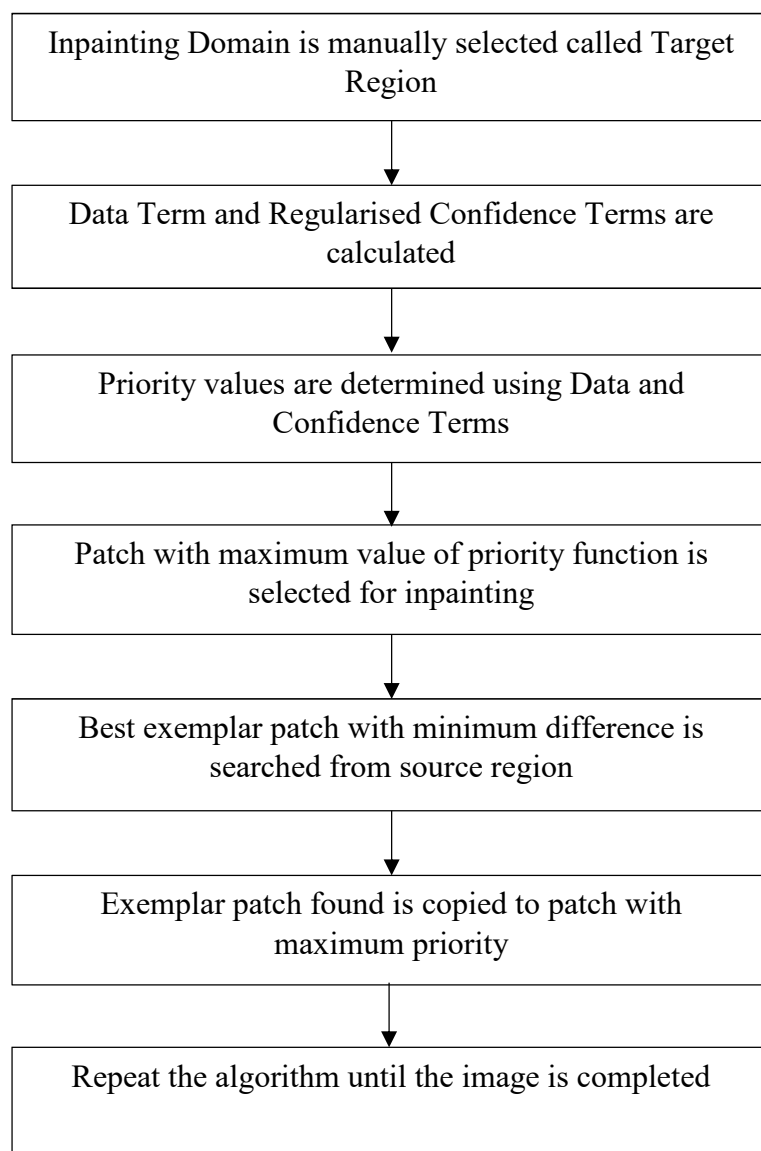 Inpainting Domain is manually selected called Target
Region
Data Term and Regularised Confidence Terms are
calculated
Priority values are determined using Data and
Confidence Terms
Patch with maximum value of priority function is
selected for inpainting
Best exemplar patch with minimum difference is
searched from source region
Exemplar patch found is copied to patch with
maximum priority
Repeat the algorithm until the image is completed